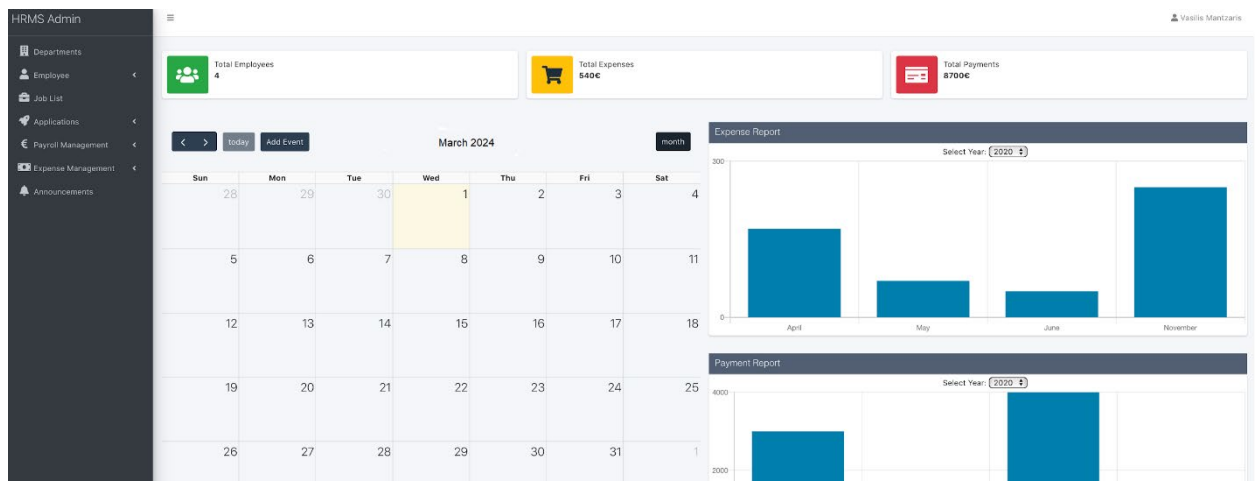 HRMS Admin
Vasilis Mantzaris
Departments
Employee
Job List
Applications
Payroll Management
Expense Management
Announcements
Total Employees
4
Total Expenses
540€
Total Payments
8700€
today Add Event March 2024 month
Sun Mon Tue Wed Thu Fri Sat
28 29 30 1 2 3 4
5 6 7 8 9 10 11
12 13 14 15 16 17 18
19 20 21 22 23 24 25
26 27 28 29 30 31 1
Expense Report
Select Year: 2020
300
0
April May June November
Payment Report
Select Year: 2020
4000
2000